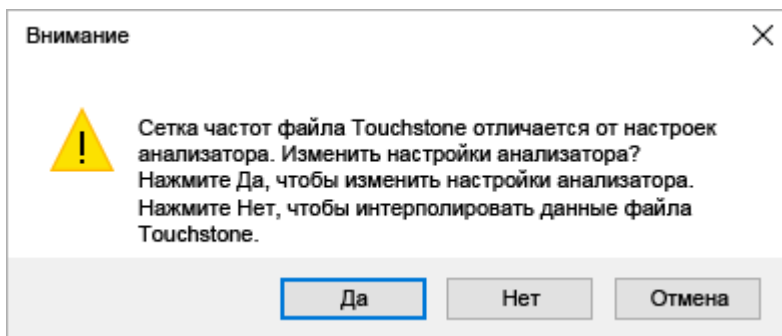 Внимание
Сетка частот файла Touchstone отличается от настроек
анализатора. Изменить настройки анализатора?
Нажмите Да, чтобы изменить настройки анализатора.
Нажмите Нет, чтобы интерполировать данные файла
Touchstone.
Да Нет Отмена